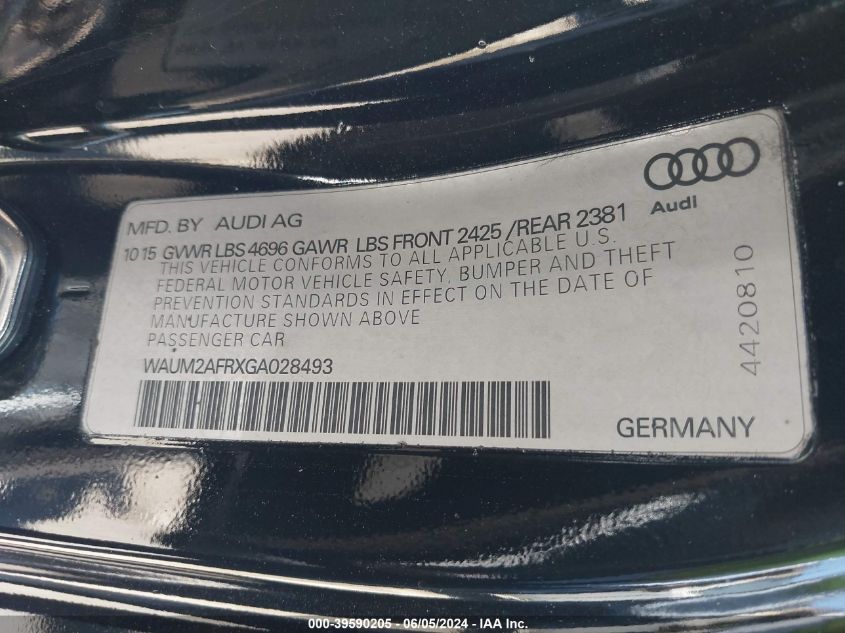 MFD. BY AUDI AG
Audi
10 15 GVWR LBS 4696 GAWR LBS FRONT 2425 /REAR 2381
THIS VEHICLE CONFORMS TO ALL APPLICABLE U.S.
FEDERAL MOTOR VEHICLE SAFETY, BUMPER AND THEFT
PREVENTION STANDARDS IN EFFECT ON THE DATE OF
MANUFACTURE SHOWN ABOVE
PASSENGER CAR
WAUM2AFRXGA028493
GERMANY
4420810
000-39590205 - 06/05/2024 - IAA Inc.